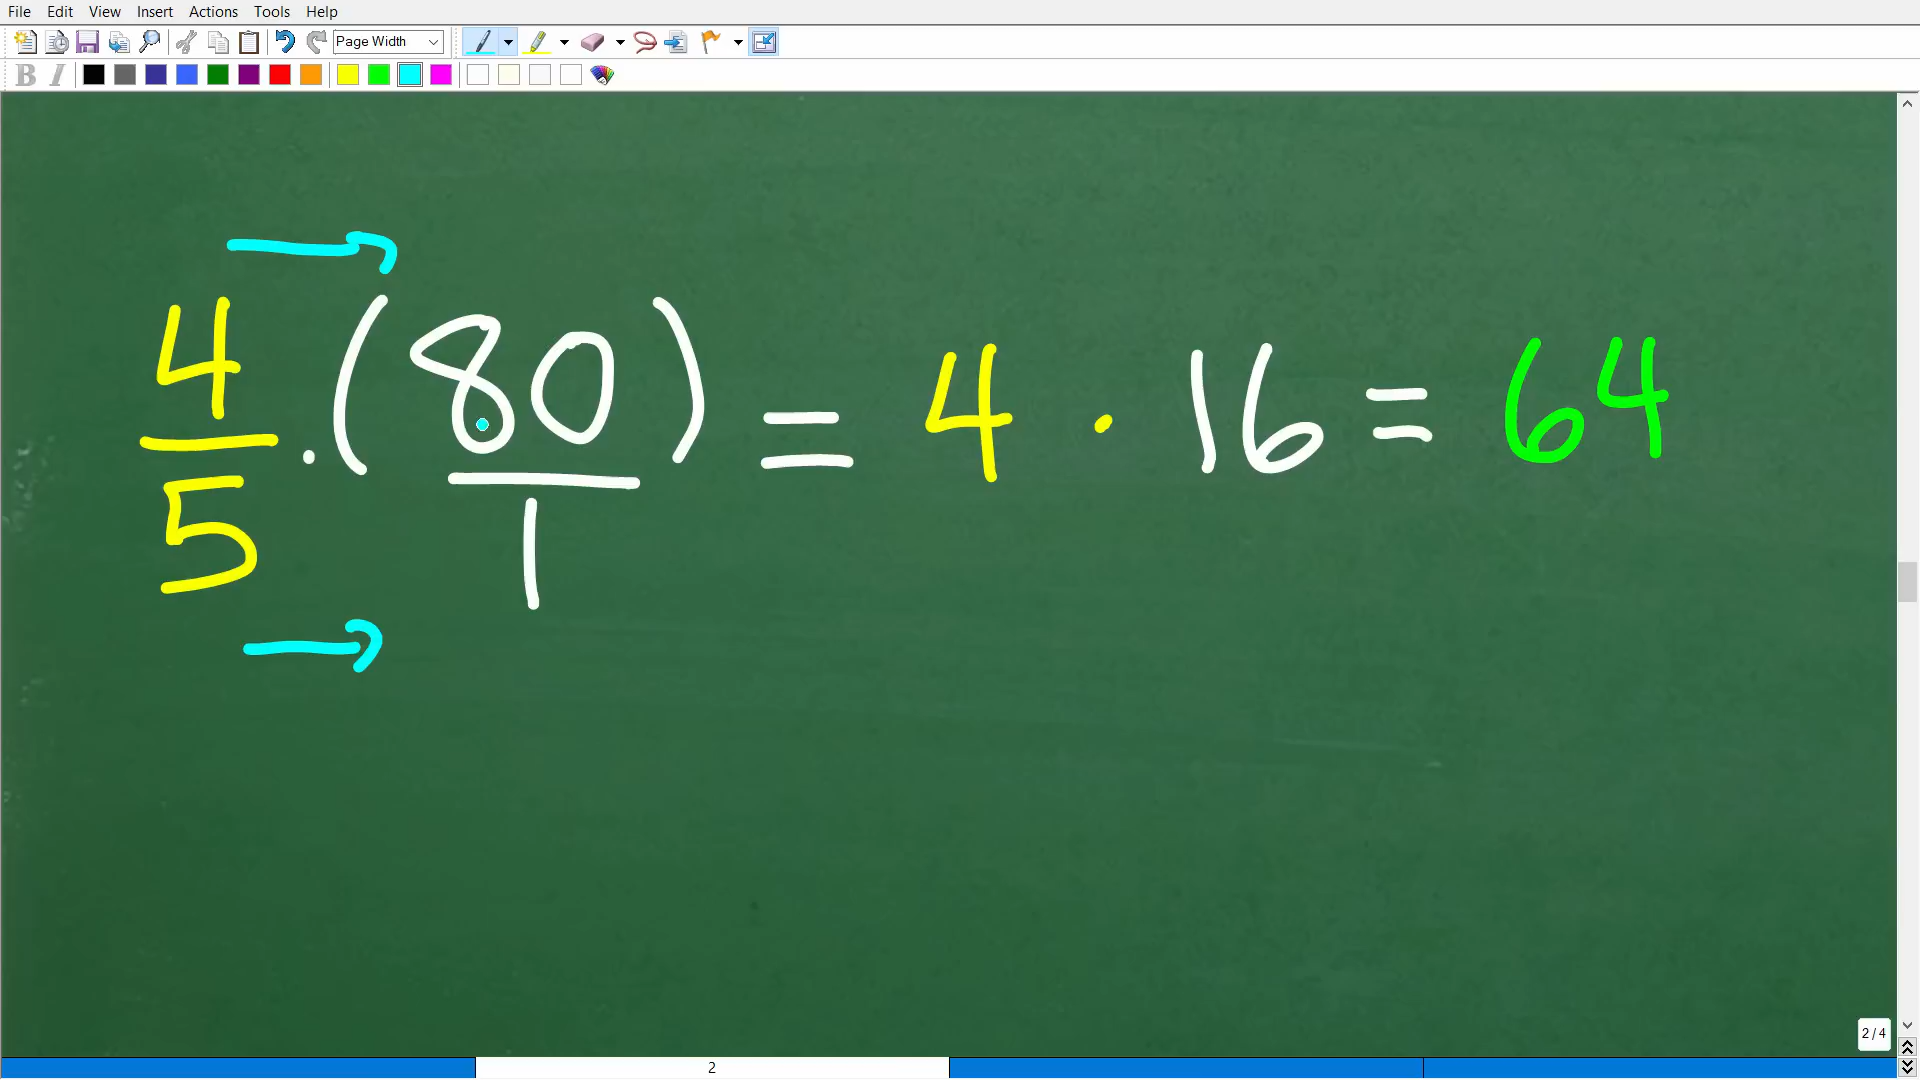 File Edit View Insert Actions Tools Help
Page Width
B I
4/5 · (80/1) = 4 · 16 = 64
2 / 4
2